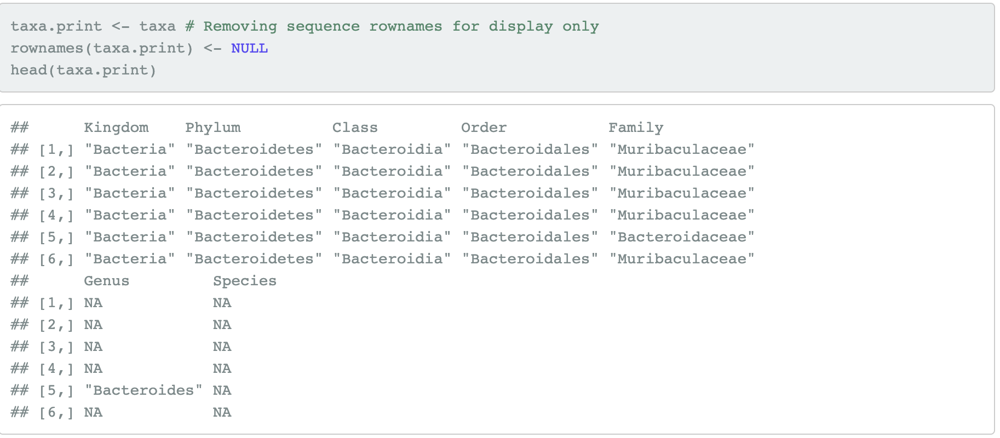 taxa.print <- taxa # Removing sequence rownames for display only
rownames(taxa.print) <- NULL
head(taxa.print)
##      Kingdom    Phylum          Class         Order           Family
## [1,] "Bacteria" "Bacteroidetes" "Bacteroidia" "Bacteroidales" "Muribaculaceae"
## [2,] "Bacteria" "Bacteroidetes" "Bacteroidia" "Bacteroidales" "Muribaculaceae"
## [3,] "Bacteria" "Bacteroidetes" "Bacteroidia" "Bacteroidales" "Muribaculaceae"
## [4,] "Bacteria" "Bacteroidetes" "Bacteroidia" "Bacteroidales" "Muribaculaceae"
## [5,] "Bacteria" "Bacteroidetes" "Bacteroidia" "Bacteroidales" "Bacteroidaceae"
## [6,] "Bacteria" "Bacteroidetes" "Bacteroidia" "Bacteroidales" "Muribaculaceae"
##      Genus         Species
## [1,] NA            NA
## [2,] NA            NA
## [3,] NA            NA
## [4,] NA            NA
## [5,] "Bacteroides" NA
## [6,] NA            NA